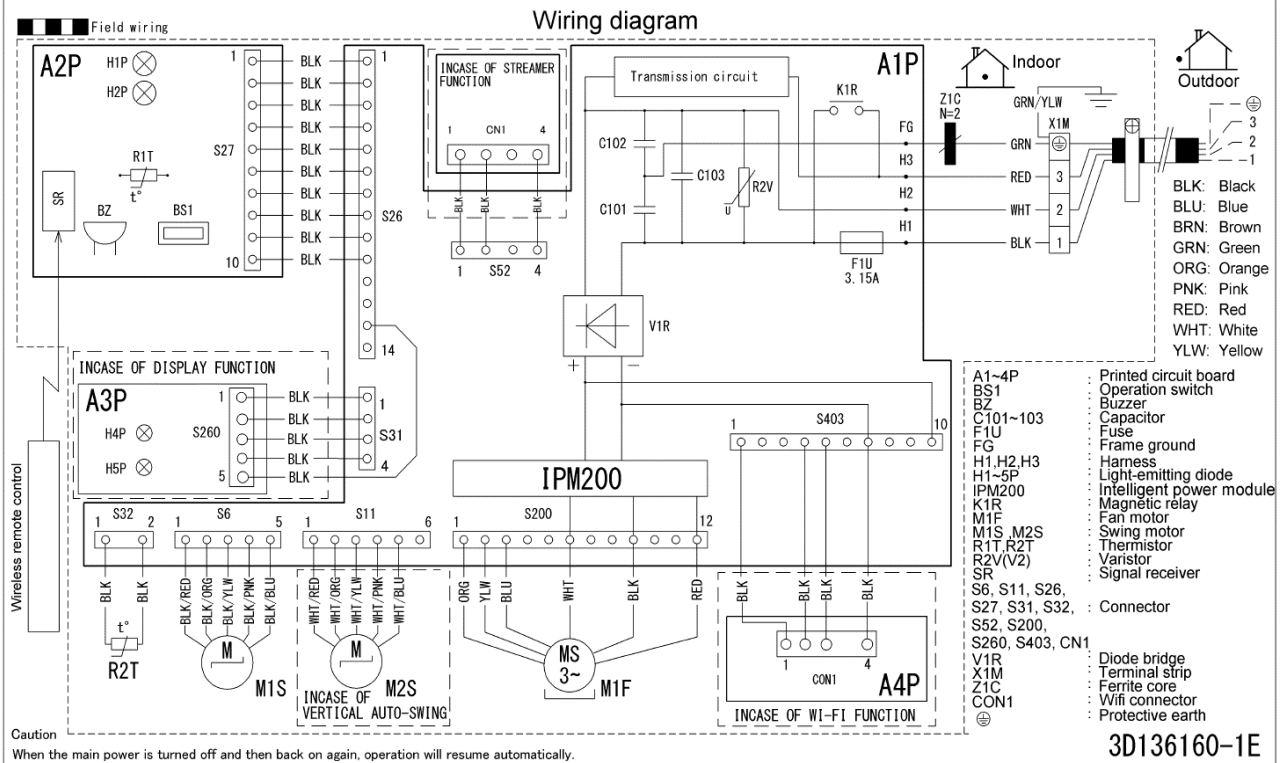 Wiring diagram
Field wiring
A2P
H1P
H2P
R1T
t°
SR
BZ
BS1
S27
1
10
BLK
BLK
BLK
BLK
BLK
BLK
BLK
BLK
BLK
BLK
1
S26
14
INCASE OF STREAMER
FUNCTION
1 CN1 4
BLK
BLK
BLK
1 S52 4
A1P
Transmission circuit
K1R
C102
C103
C101
R2V
U
FG
H3
H2
H1
F1U
3.15A
V1R
+ −
Z1C
N=2
Indoor
Outdoor
GRN/YLW
X1M
GRN
RED 3
WHT 2
BLK 1
3
2
1
BLK: Black
BLU: Blue
BRN: Brown
GRN: Green
ORG: Orange
PNK: Pink
RED: Red
WHT: White
YLW: Yellow
INCASE OF DISPLAY FUNCTION
A3P
H4P
H5P
S260
1
5
BLK
BLK
BLK
BLK
BLK
1
S31
4
1 S403 10
IPM200
1 S32 2
1 S6 5
1 S11 6
1 S200 12
BLK
BLK
t°
R2T
BLK/RED
BLK/ORG
BLK/YLW
BLK/PNK
BLK/BLU
M
M1S
WHT/RED
WHT/ORG
WHT/YLW
WHT/PNK
WHT/BLU
M
M2S
INCASE OF
VERTICAL AUTO-SWING
ORG
YLW
BLU
WHT
BLK
RED
MS
3~
M1F
BLK
BLK
BLK
BLK
1 4
CON1
A4P
INCASE OF WI-FI FUNCTION
Wireless remote control
A1~4P : Printed circuit board
BS1 : Operation switch
BZ : Buzzer
C101~103 : Capacitor
F1U : Fuse
FG : Frame ground
H1,H2,H3 : Harness
H1~5P : Light-emitting diode
IPM200 : Intelligent power module
K1R : Magnetic relay
M1F : Fan motor
M1S ,M2S : Swing motor
R1T,R2T : Thermistor
R2V(V2) : Varistor
SR : Signal receiver
S6, S11, S26,
S27, S31, S32, : Connector
S52, S200,
S260, S403, CN1
V1R : Diode bridge
X1M : Terminal strip
Z1C : Ferrite core
CON1 : Wifi connector
: Protective earth
Caution
When the main power is turned off and then back on again, operation will resume automatically.
3D136160-1E